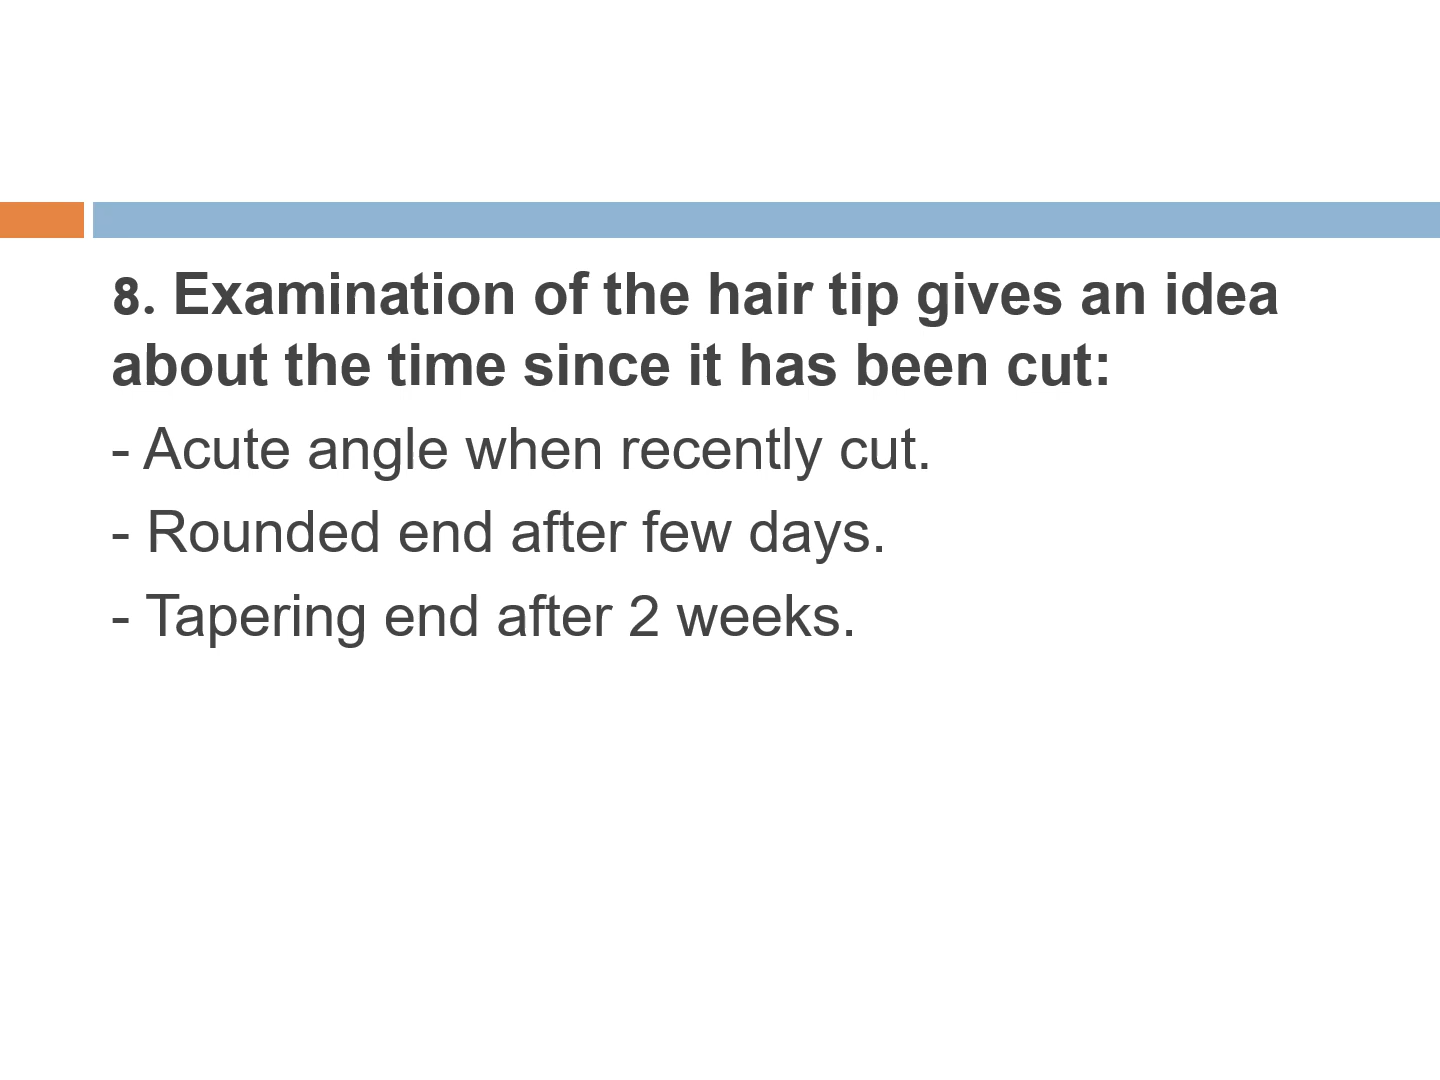 8. Examination of the hair tip gives an idea
about the time since it has been cut:
- Acute angle when recently cut.
- Rounded end after few days.
- Tapering end after 2 weeks.